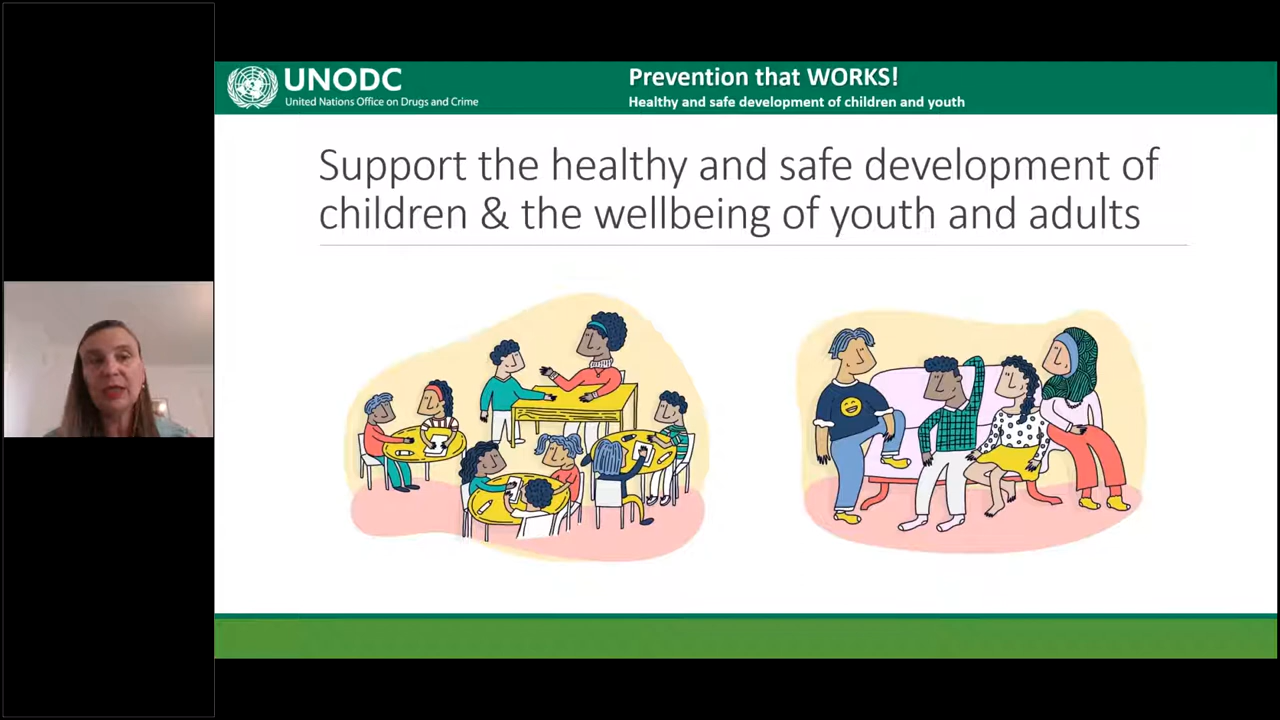 UNODC
United Nations Office on Drugs and Crime
Prevention that WORKS!
Healthy and safe development of children and youth
Support the healthy and safe development of
children & the wellbeing of youth and adults